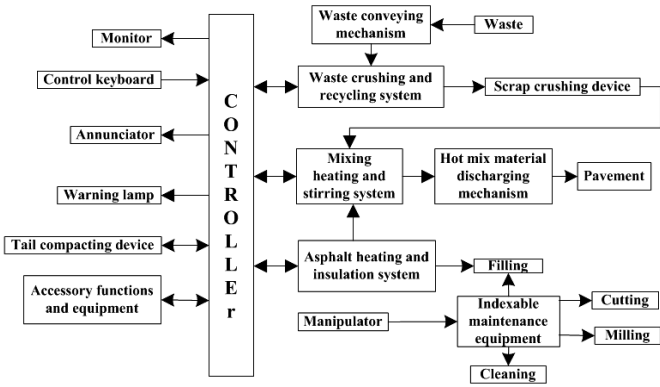 Monitor
Control keyboard
Annunciator
Warning lamp
Tail compacting device
Accessory functions
and equipment
CONTROLLEr
Waste conveying
mechanism
Waste
Waste crushing and
recycling system
Scrap crushing device
Mixing
heating and
stirring system
Hot mix material
discharging
mechanism
Pavement
Asphalt heating and
insulation system
Filling
Manipulator
Indexable
maintenance
equipment
Cutting
Milling
Cleaning